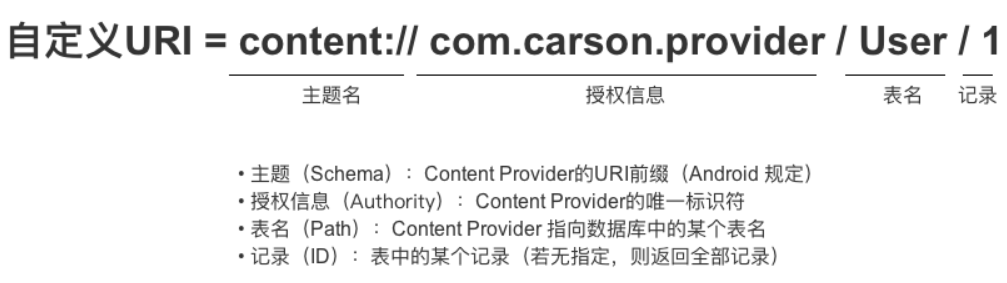 自定义URI = content:// com.carson.provider / User / 1
主题名 授权信息 表名 记录
• 主题（Schema）：Content Provider的URI前缀（Android 规定）
• 授权信息（Authority）：Content Provider的唯一标识符
• 表名（Path）：Content Provider 指向数据库中的某个表名
• 记录（ID）：表中的某个记录（若无指定，则返回全部记录）